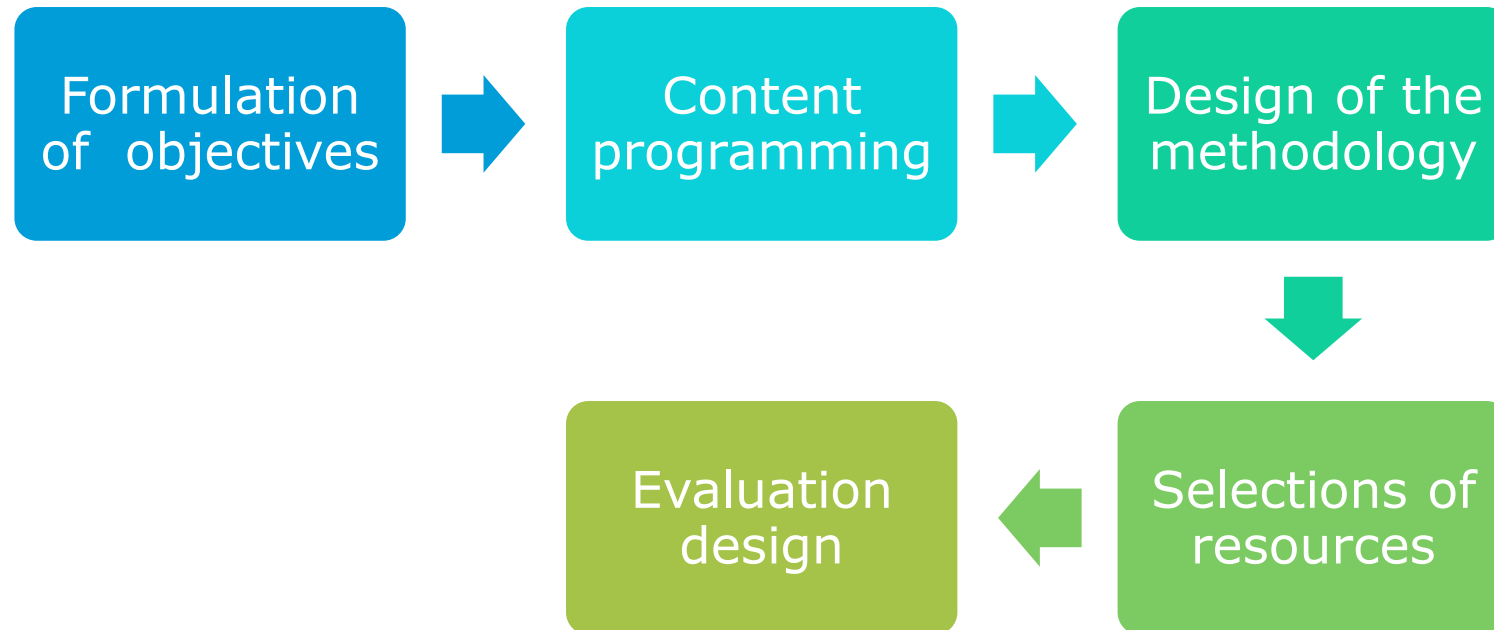 Formulation
of  objectives
Content
programming
Design of the
methodology
Selections of
resources
Evaluation
design